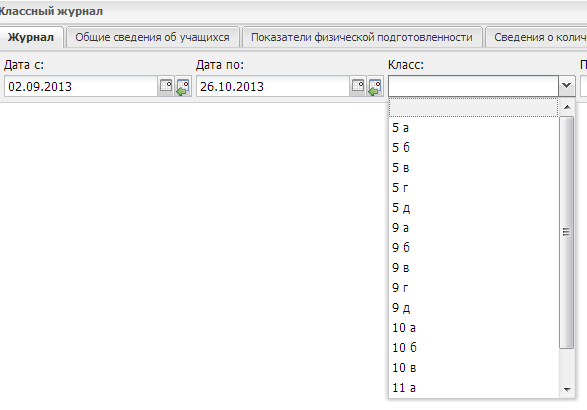 Классный журнал
Журнал
Общие сведения об учащихся
Показатели физической подготовленности
Сведения о
Дата с:
Дата по:
Класс:
02.09.2013
26.10.2013
5 а
5 б
5 в
5 г
5 д
9 а
9 б
9 в
9 г
9 д
10 а
10 б
10 в
11 а